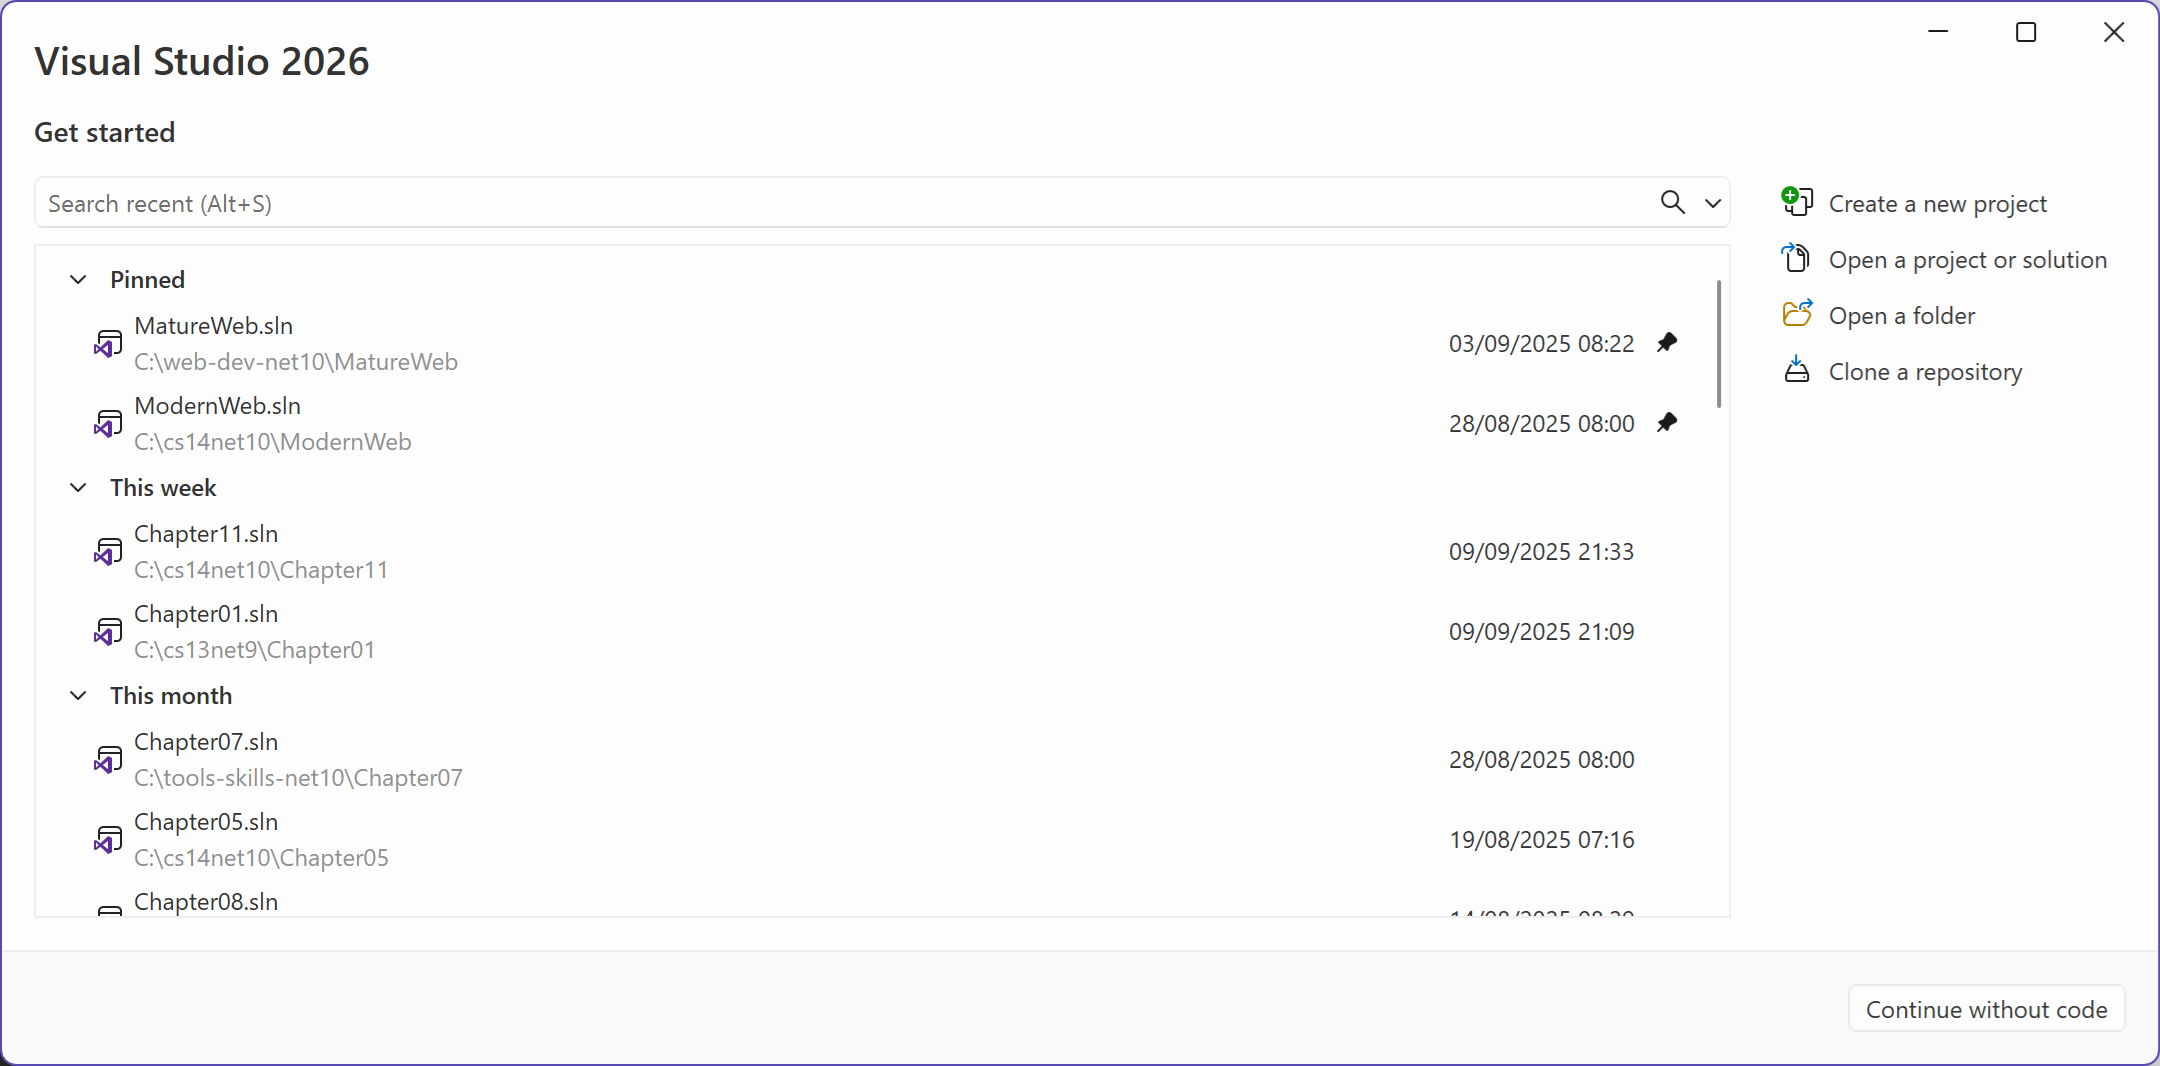 Visual Studio 2026
Get started
Search recent (Alt+S)
Pinned
MatureWeb.sln
C:\web-dev-net10\MatureWeb
03/09/2025 08:22
ModernWeb.sln
C:\cs14net10\ModernWeb
28/08/2025 08:00
This week
Chapter11.sln
C:\cs14net10\Chapter11
09/09/2025 21:33
Chapter01.sln
C:\cs13net9\Chapter01
09/09/2025 21:09
This month
Chapter07.sln
C:\tools-skills-net10\Chapter07
28/08/2025 08:00
Chapter05.sln
C:\cs14net10\Chapter05
19/08/2025 07:16
Chapter08.sln
Create a new project
Open a project or solution
Open a folder
Clone a repository
Continue without code